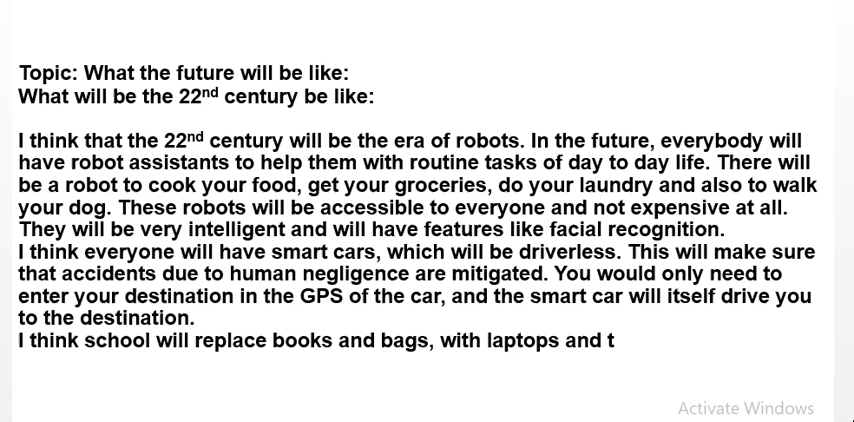 Topic: What the future will be like:
What will be the 22nd century be like:
I think that the 22nd century will be the era of robots. In the future, everybody will
have robot assistants to help them with routine tasks of day to day life. There will
be a robot to cook your food, get your groceries, do your laundry and also to walk
your dog. These robots will be accessible to everyone and not expensive at all.
They will be very intelligent and will have features like facial recognition.
I think everyone will have smart cars, which will be driverless. This will make sure
that accidents due to human negligence are mitigated. You would only need to
enter your destination in the GPS of the car, and the smart car will itself drive you
to the destination.
I think school will replace books and bags, with laptops and t
Activate Windows